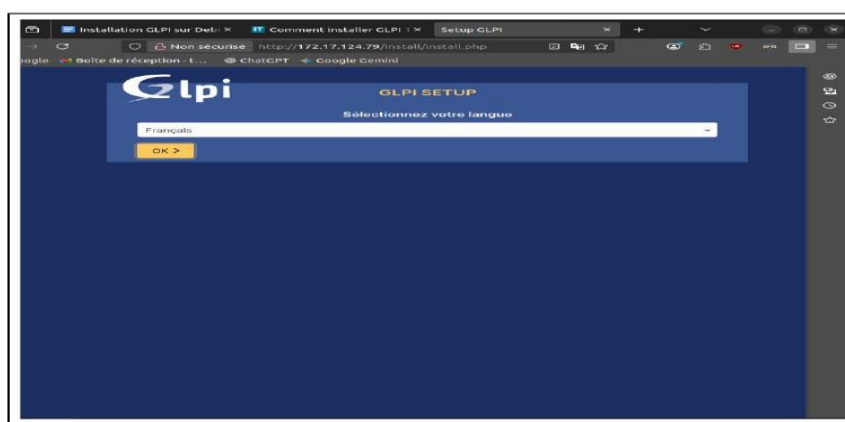 Installation GLPI sur Debi
Comment installer GLPI
Setup GLPI
Non sécurisé http://172.17.124.79/install/install.php
oogle Boîte de réception - t... ChatGPT Google Gemini
Glpi
GLPI SETUP
Sélectionnez votre langue
Français
OK >